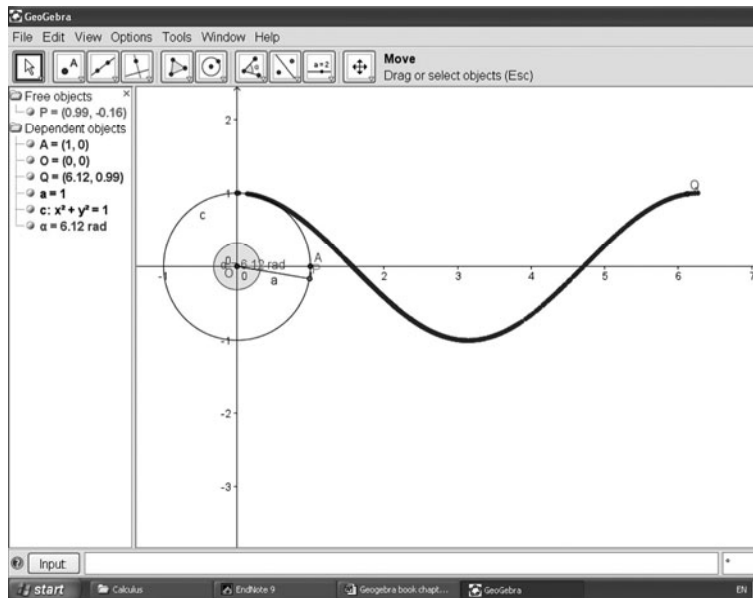 GeoGebra
File Edit View Options Tools Window Help
A
a=2
Move
Drag or select objects (Esc)
Free objects ×
P = (0.99, -0.16)
Dependent objects
A = (1, 0)
O = (0, 0)
Q = (6.12, 0.99)
a = 1
c: x² + y² = 1
α = 6.12 rad
2
1
Q
c
A
6.12 rad
O
a
-1 0 1 2 3 4 5 6 7
-1
-2
-3
Input:
start Calculus EndNote 9 Geogebra book chapt... GeoGebra EN